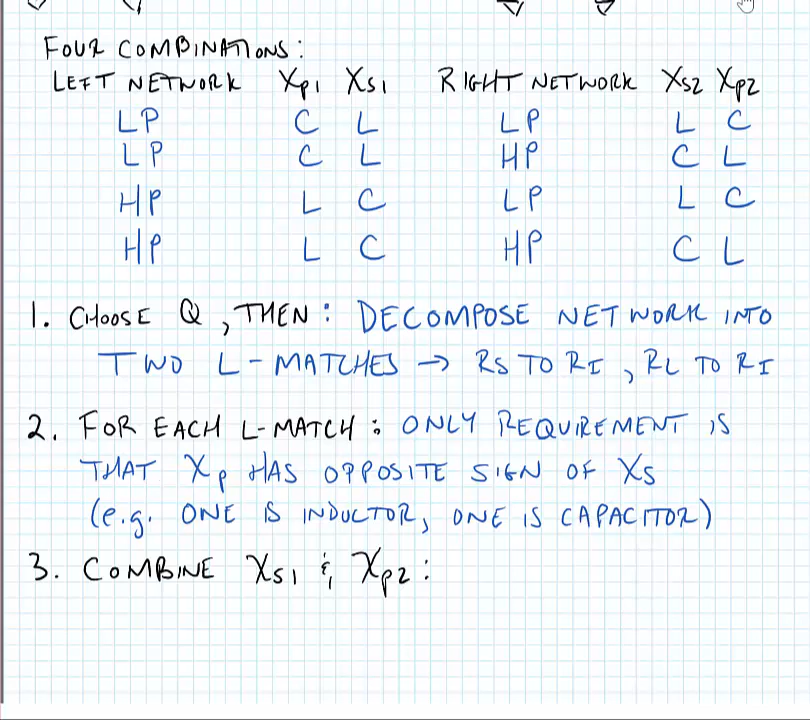 FOUR COMBINATIONS:
LEFT NETWORK Xp1 Xs1 RIGHT NETWORK Xs2 Xp2
LP C L LP L C
LP C L HP C L
HP L C LP L C
HP L C HP C L
1. CHOOSE Q, THEN: DECOMPOSE NETWORK INTO
TWO L-MATCHES → RS TO RI, RL TO RI
2. FOR EACH L-MATCH: ONLY REQUIREMENT IS
THAT Xp HAS OPPOSITE SIGN OF XS
(e.g. ONE IS INDUCTOR, ONE IS CAPACITOR)
3. COMBINE Xs1 & Xp2: